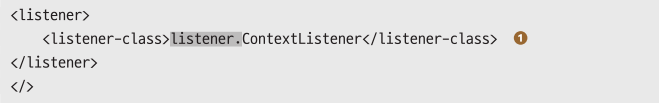 <listener>
    <listener-class>listener.ContextListener</listener-class> ❶
</listener>
</>